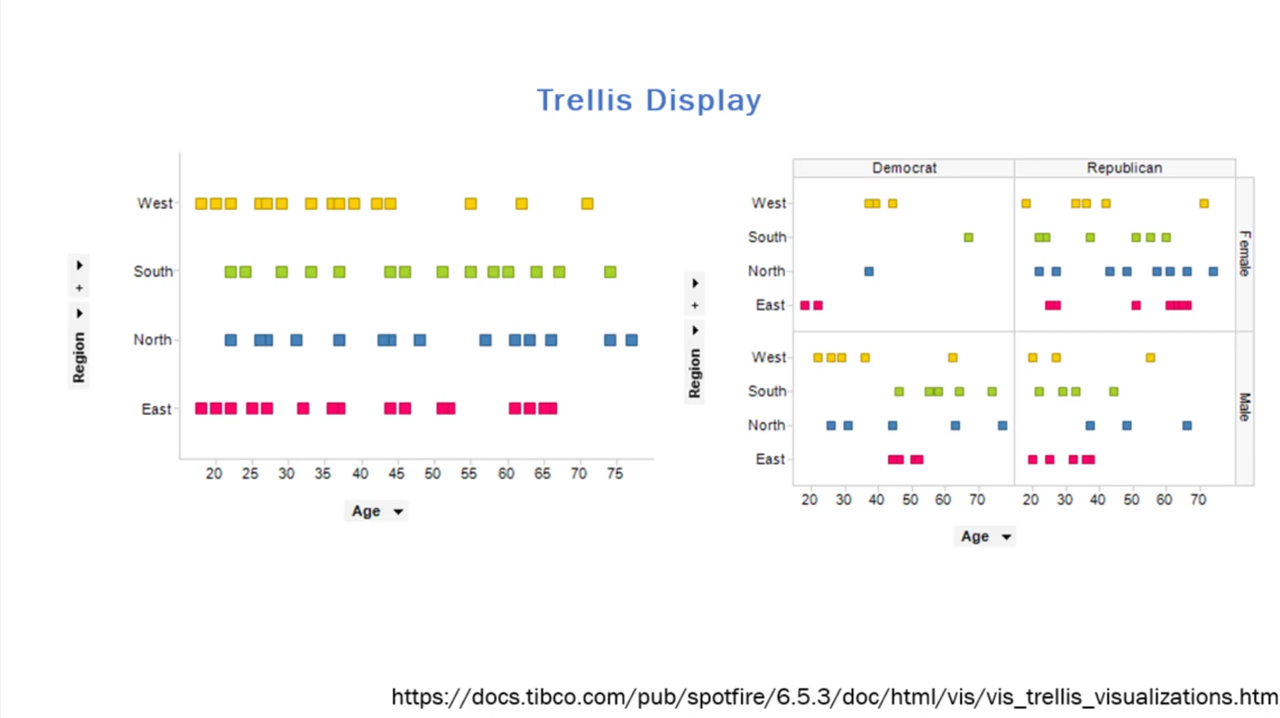 Trellis Display
West
South
North
East
Region
+
20 25 30 35 40 45 50 55 60 65 70 75
Age
Democrat Republican
West
South
North
East
Female
West
South
North
East
Male
Region
+
20 30 40 50 60 70 20 30 40 50 60 70
Age
https://docs.tibco.com/pub/spotfire/6.5.3/doc/html/vis/vis_trellis_visualizations.htm